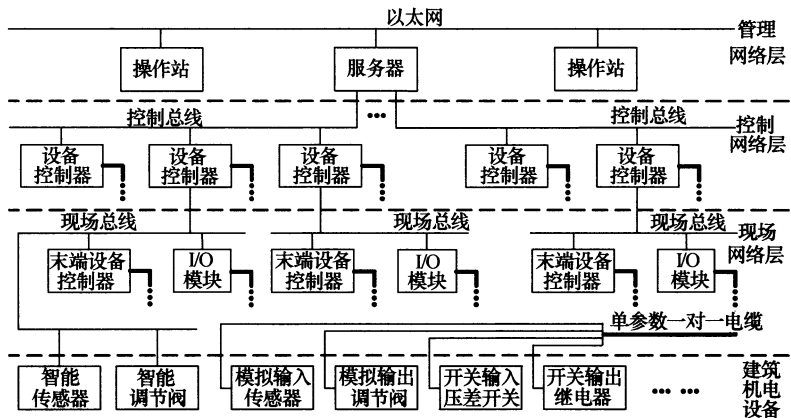 以太网
管理
网络层
操作站
服务器
操作站
控制总线
•••
控制总线
控制
网络层
设备
控制器
设备
控制器
设备
控制器
设备
控制器
设备
控制器
现场总线
现场总线
现场总线
现场
网络层
末端设备
控制器
I/O
模块
末端设备
控制器
I/O
模块
末端设备
控制器
I/O
模块
单参数一对一电缆
智能
传感器
智能
调节阀
模拟输入
传感器
模拟输出
调节阀
开关输入
压差开关
开关输出
继电器
••• •••
建筑
机电
设备